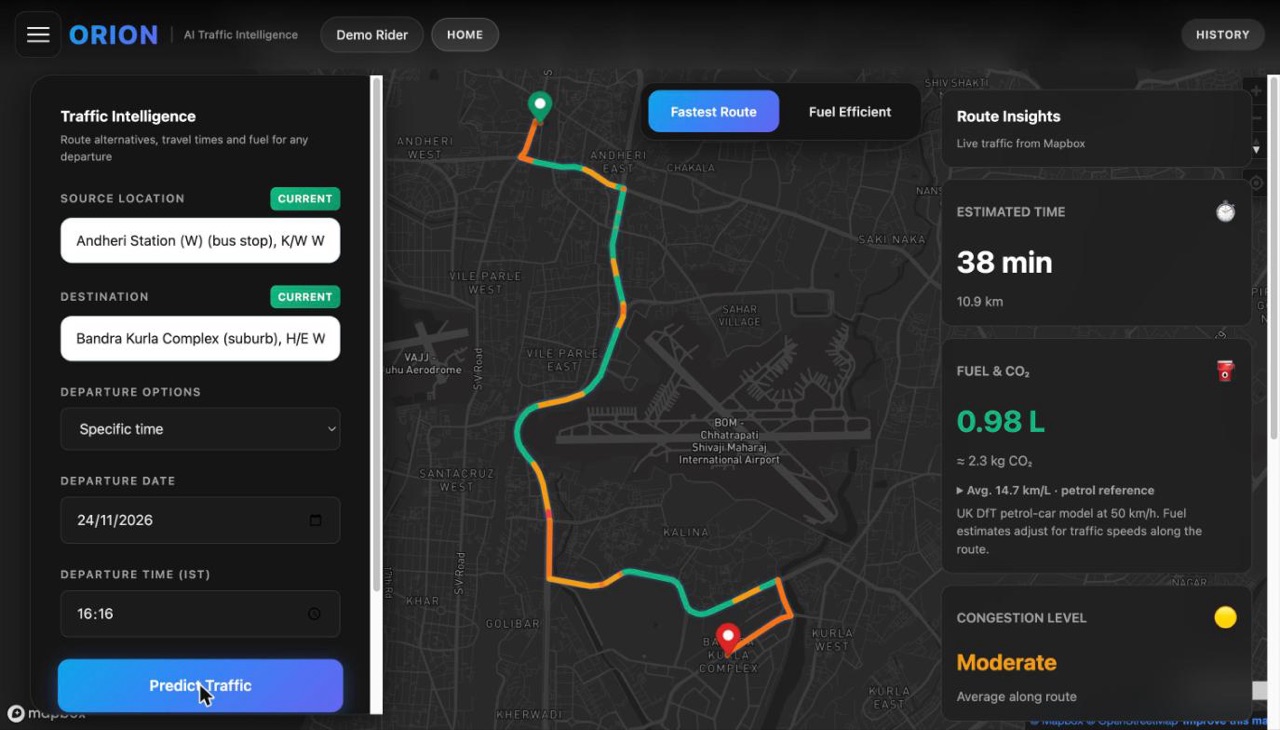 ORION
AI Traffic Intelligence
Demo Rider
HOME
HISTORY
Traffic Intelligence
Route alternatives, travel times and fuel for any
departure
SOURCE LOCATION
CURRENT
Andheri Station (W) (bus stop), K/W W
DESTINATION
CURRENT
Bandra Kurla Complex (suburb), H/E W
DEPARTURE OPTIONS
Specific time
DEPARTURE DATE
24/11/2026
DEPARTURE TIME (IST)
16:16
Predict Traffic
mapbox
Fastest Route
Fuel Efficient
ANDHERI
WEST
ANDHERI
EAST
CHAKALA
SHIV SHAKTI
SAKI NAKA
VILE PARLE
WEST
SAHAR
VILLAGE
VILE PARLE
EAST
VAJJ -
uhu Aerodrome
S V Road
BOM -
Chhatrapati
Shivaji Maharaj
International Airport
SANTACRUZ
WEST
KALINA
S V Road
17th Rd
KHAR
GOLIBAR
KURLA
COMPLEX
KURLA
WEST
KURLA
EAST
KHERWADI
NAGAR
Route Insights
Live traffic from Mapbox
ESTIMATED TIME
38 min
10.9 km
FUEL & CO₂
0.98 L
≈ 2.3 kg CO₂
Avg. 14.7 km/L · petrol reference
UK DfT petrol-car model at 50 km/h. Fuel
estimates adjust for traffic speeds along the
route.
CONGESTION LEVEL
Moderate
Average along route
© Mapbox © OpenStreetMap Improve this ma